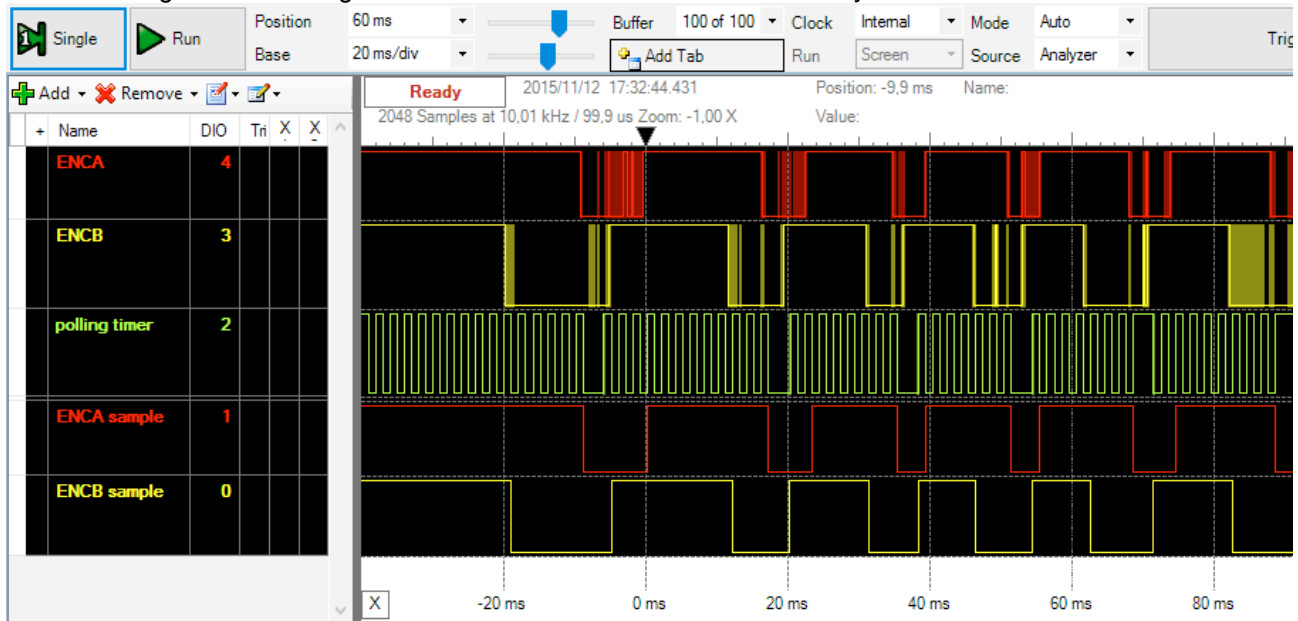 Single
Run
Position 60 ms
Base 20 ms/div
Buffer 100 of 100
Add Tab
Clock Internal
Run Screen
Mode Auto
Source Analyzer
Add Remove
+ Name DIO Tri X X
ENCA 4
ENCB 3
polling timer 2
ENCA sample 1
ENCB sample 0
Ready 2015/11/12 17:32:44.431 Position: -9,9 ms Name:
2048 Samples at 10,01 kHz / 99,9 us Zoom: -1,00 X Value:
X -20 ms 0 ms 20 ms 40 ms 60 ms 80 ms